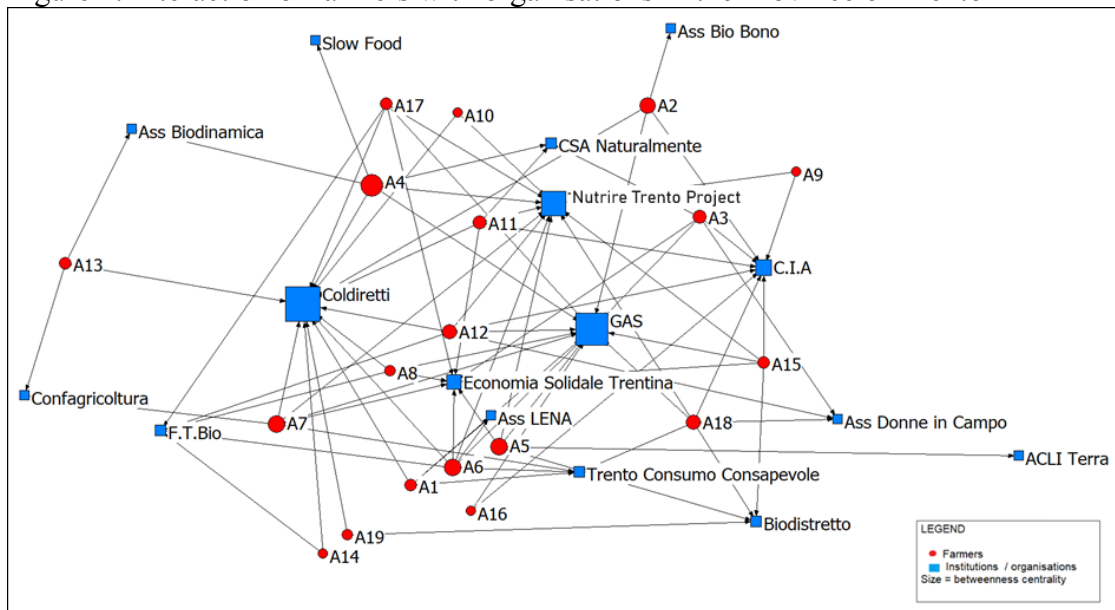 Slow Food
Ass Bio Bono
A17
A10
A2
Ass Biodinamica
CSA Naturalmente
A4
A9
Nutrire Trento Project
A11
A3
A13
C.I.A
Coldiretti
GAS
A12
A8
A15
Economia Solidale Trentina
Confagricoltura
A7
F.T.Bio
Ass LENA
A18
Ass Donne in Campo
A5
ACLI Terra
A6
Trento Consumo Consapevole
A1
A16
Biodistretto
A19
A14
LEGEND
Farmers
Institutions / organisations
Size = betweenness centrality